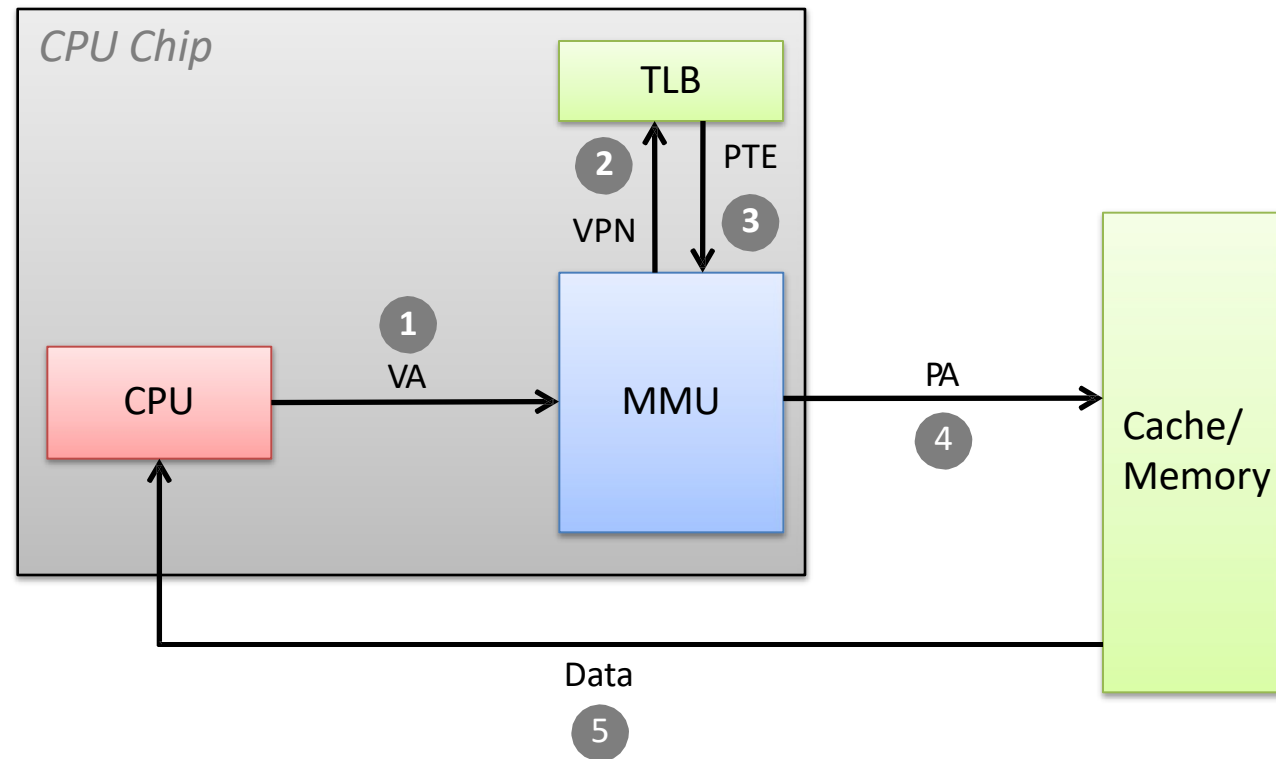 CPU Chip
TLB
2
PTE
VPN
3
1
VA
CPU
MMU
PA
4
Cache/
Memory
Data
5